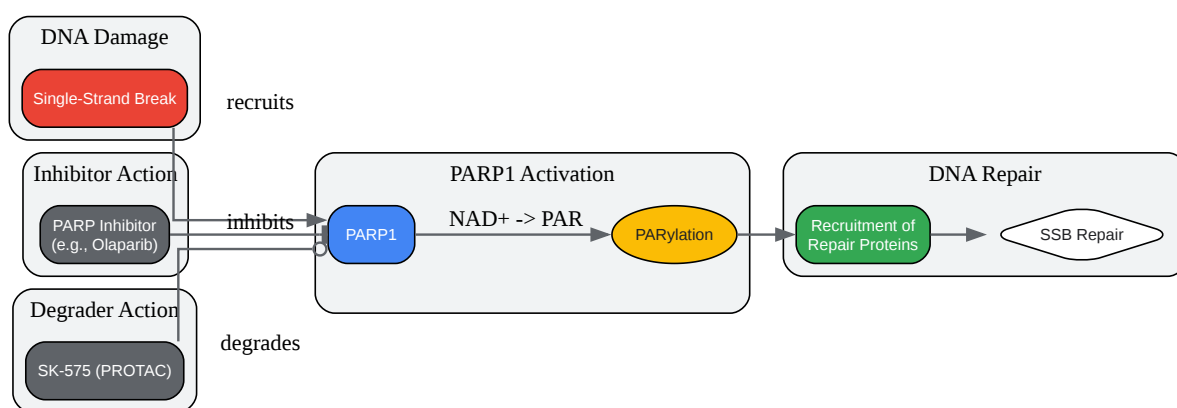 DNA Damage
Single-Strand Break
recruits
Inhibitor Action
PARP Inhibitor
(e.g., Olaparib)
inhibits
Degrader Action
SK-575 (PROTAC)
degrades
PARP1 Activation
PARP1
NAD+ -> PAR
PARylation
DNA Repair
Recruitment of
Repair Proteins
SSB Repair